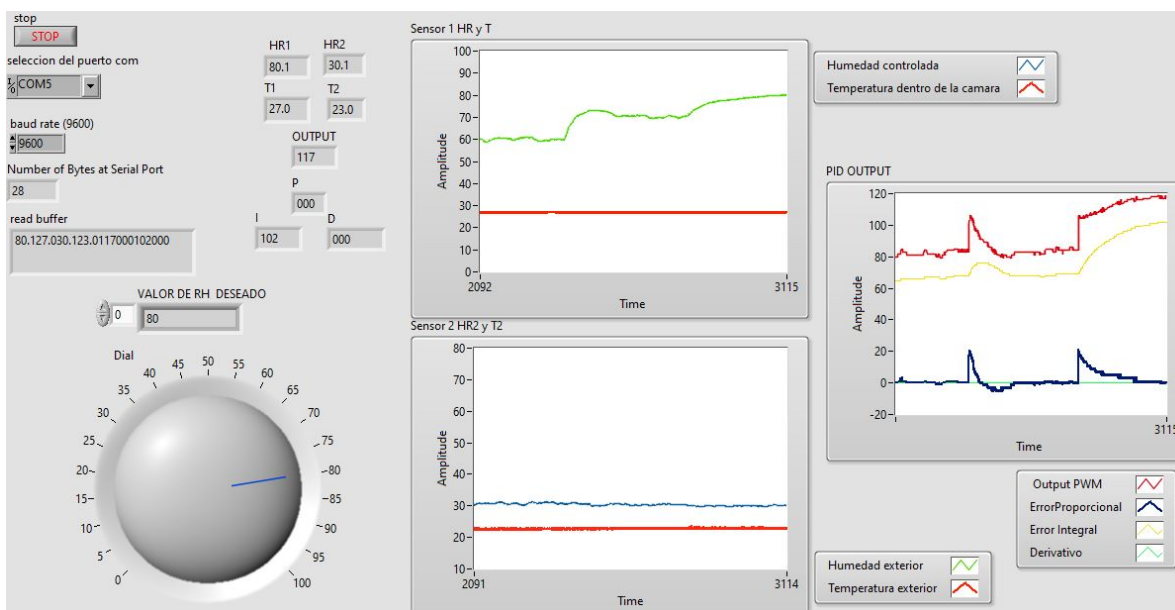 stop
STOP
seleccion del puerto com
COM5
baud rate (9600)
9600
Number of Bytes at Serial Port
28
read buffer
80.127.030.123.0117000102000
HR1
80.1
HR2
30.1
T1
27.0
T2
23.0
OUTPUT
117
P
000
I
102
D
000
VALOR DE RH DESEADO
0
80
Dial
0
5
10
15
20
25
30
35
40
45
50
55
60
65
70
75
80
85
90
95
100
Sensor 1 HR y T
Amplitude
100
90
80
70
60
50
40
30
20
10
0
2092
3115
Time
Sensor 2 HR2 y T2
Amplitude
80
70
60
50
40
30
20
10
2091
3114
Time
Humedad controlada
Temperatura dentro de la camara
PID OUTPUT
Amplitude
120
100
80
60
40
20
0
-20
3115
Time
Output PWM
ErrorProporcional
Error Integral
Derivativo
Humedad exterior
Temperatura exterior